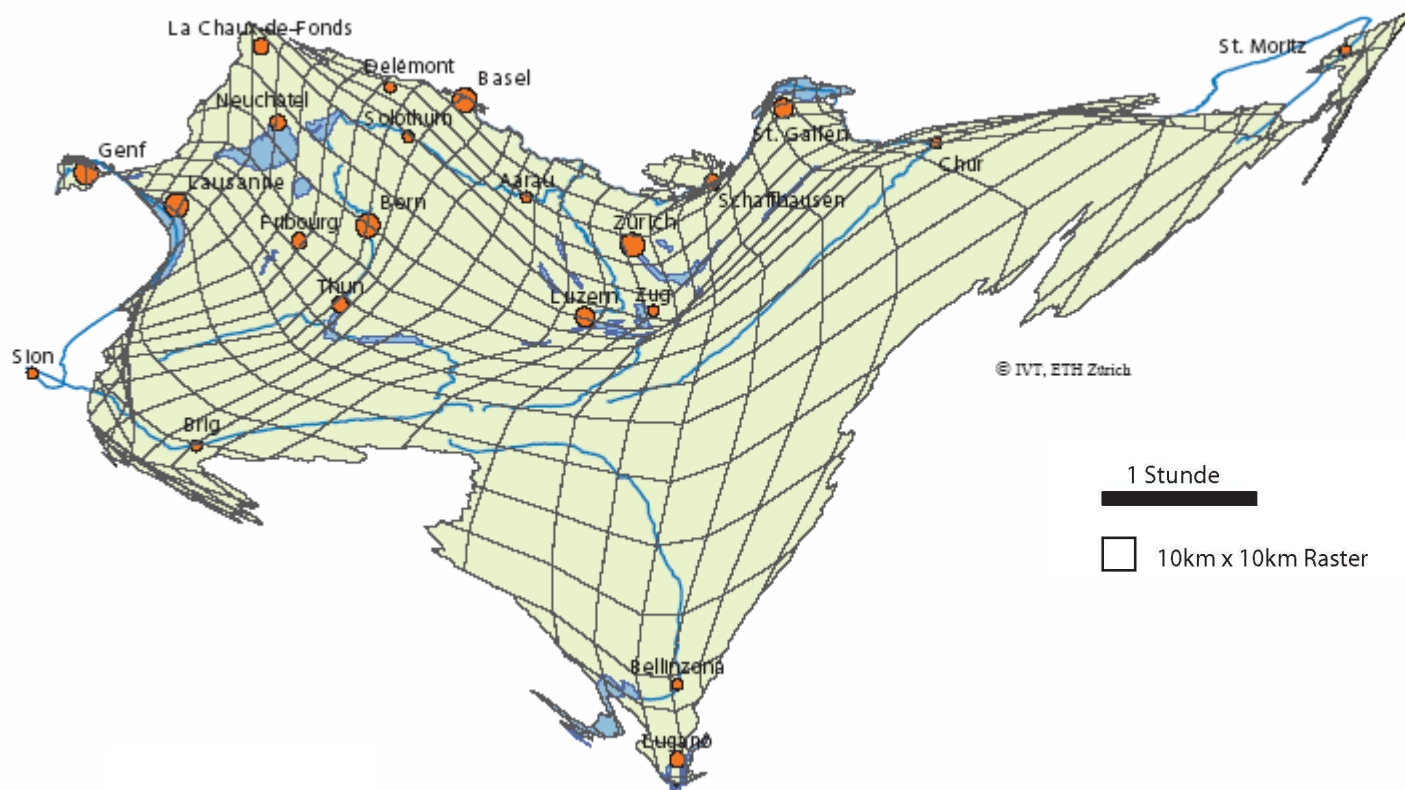 La Chaux-de-Fonds
St. Moritz
Delémont
Basel
Neuchatel
Solothurn
St. Gallen
Genf
Chur
Lausanne
Aarau
Schaffhausen
Bern
Fribourg
Zürich
Thun
Luzern
Zug
Sion
© IVT, ETH Zürich
Brig
1 Stunde
10km x 10km Raster
Bellinzona
Lugano